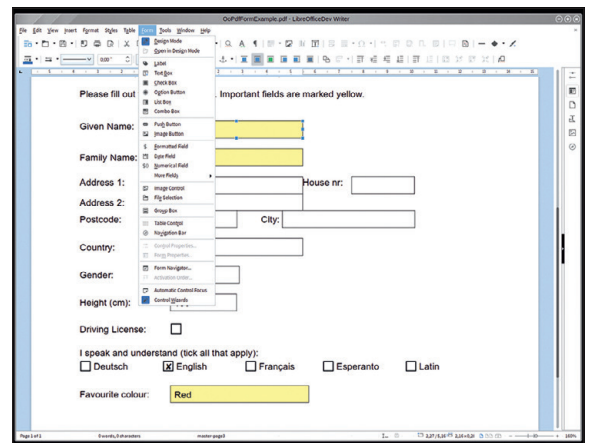 OoPdfFormExample.pdf - LibreOfficeDev Writer
File Edit View Insert Format Styles Table Form Tools Window Help
Design Mode
Open in Design Mode
Label
Text Box
Check Box
Option Button
List Box
Combo Box
Push Button
Image Button
Formatted Field
Date Field
Numerical Field
More Fields
Image Control
File Selection
Group Box
Table Control
Navigation Bar
Control Properties...
Form Properties...
Form Navigator...
Activation Order...
Automatic Control Focus
Control Wizards
Please fill out
. Important fields are marked yellow.
Given Name:
Family Name:
Address 1:
House nr:
Address 2:
Postcode:
City:
Country:
Gender:
Height (cm):
Driving License:
I speak and understand (tick all that apply):
Deutsch English Français Esperanto Latin
Favourite colour: Red
Page 1 of 1
0 words, 0 characters
master-page3
160%